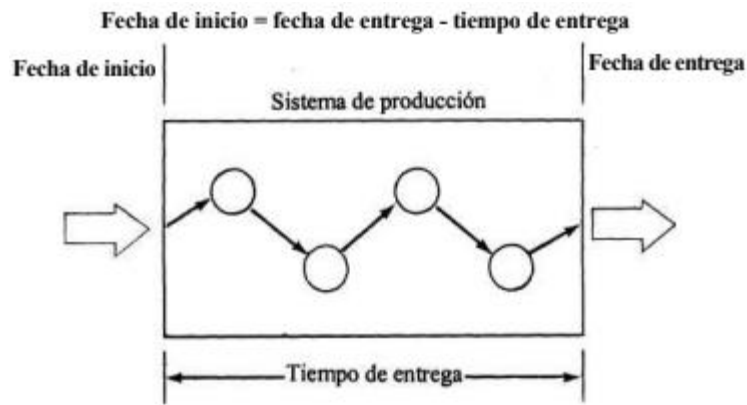 Fecha de inicio = fecha de entrega - tiempo de entrega
Fecha de inicio
Fecha de entrega
Sistema de producción
Tiempo de entrega